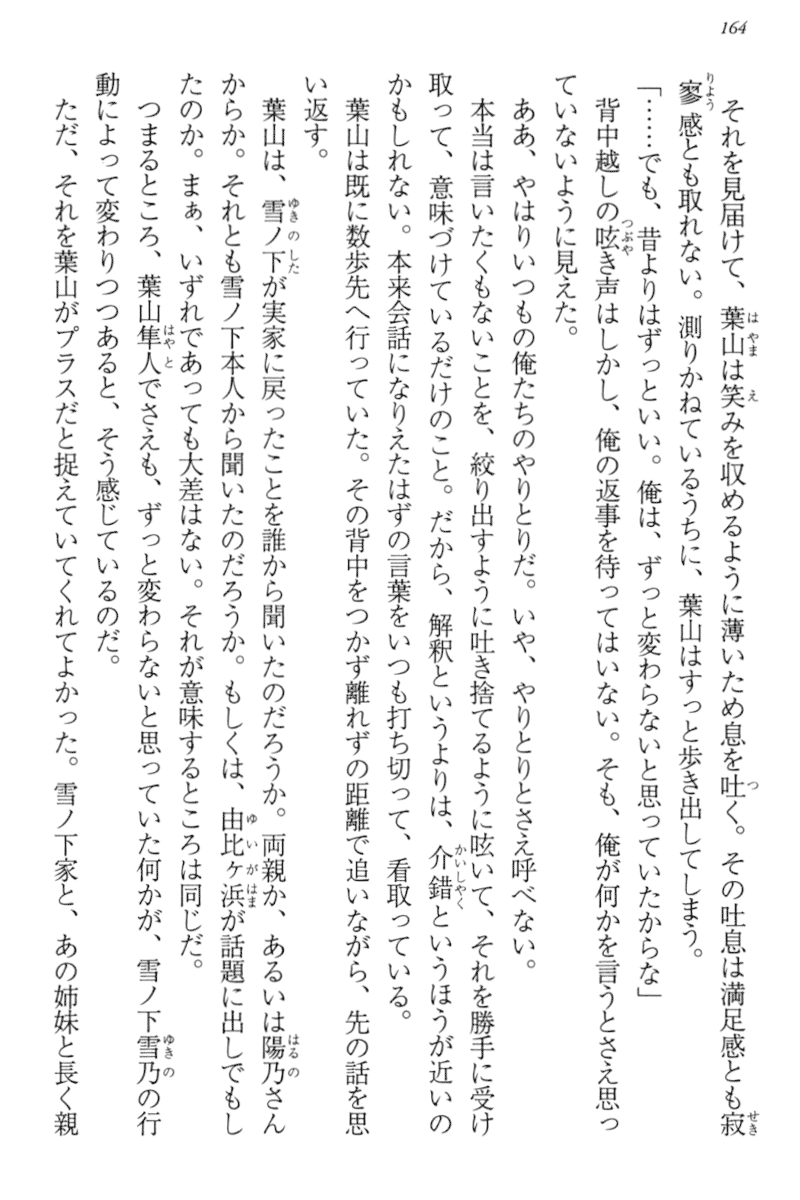 164
それを見届けて、葉山は笑みを収めるように薄いため息を吐く。その吐息は満足感とも寂
寥感とも取れない。測りかねているうちに、葉山はすっと歩き出してしまう。
「……でも、昔よりはずっといい。俺は、ずっと変わらないと思っていたからな」
背中越しの呟き声はしかし、俺の返事を待ってはいない。そも、俺が何かを言うとさえ思っ
ていないように見えた。
ああ、やはりいつもの俺たちのやりとりだ。いや、やりとりとさえ呼べない。
本当は言いたくもないことを、絞り出すように吐き捨てるように呟いて、それを勝手に受け
取って、意味づけているだけのこと。だから、解釈というよりは、介錯というほうが近いの
かもしれない。本来会話になりえたはずの言葉をいつも打ち切って、看取っている。
葉山は既に数歩先へ行っていた。その背中をつかず離れずの距離で追いながら、先の話を思
い返す。
葉山は、雪ノ下が実家に戻ったことを誰から聞いたのだろうか。両親か、あるいは陽乃さん
からか。それとも雪ノ下本人から聞いたのだろうか。もしくは、由比ヶ浜が話題に出しでもし
たのか。まぁ、いずれであっても大差はない。それが意味するところは同じだ。
つまるところ、葉山隼人でさえも、ずっと変わらないと思っていた何かが、雪ノ下雪乃の行
動によって変わりつつあると、そう感じているのだ。
ただ、それを葉山がプラスだと捉えていてくれてよかった。雪ノ下家と、あの姉妹と長く親